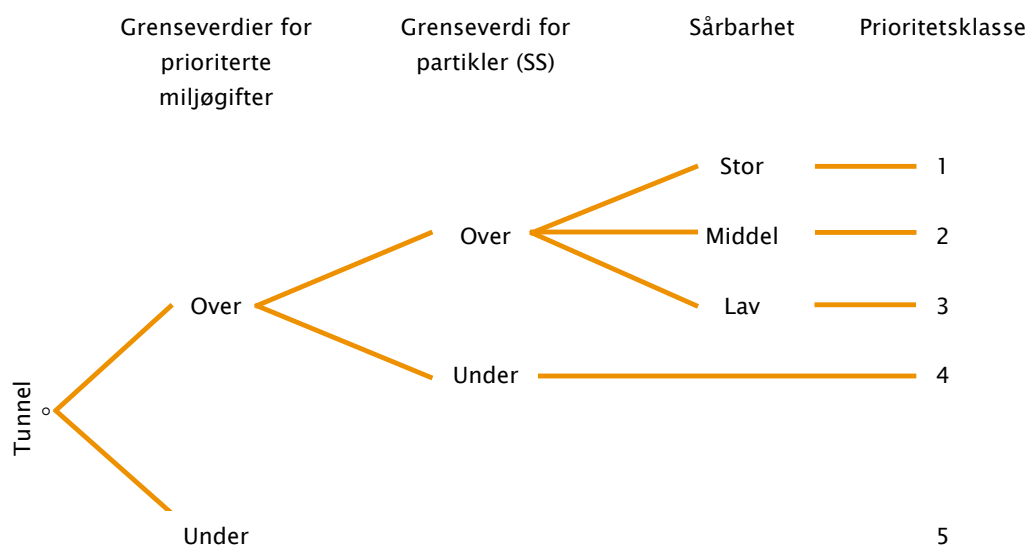 Grenseverdier for
prioriterte
miljøgifter
Grenseverdi for
partikler (SS)
Sårbarhet
Prioritetsklasse
Stor
1
Over
Middel
2
Over
Lav
3
Under
4
Tunnel
Under
5